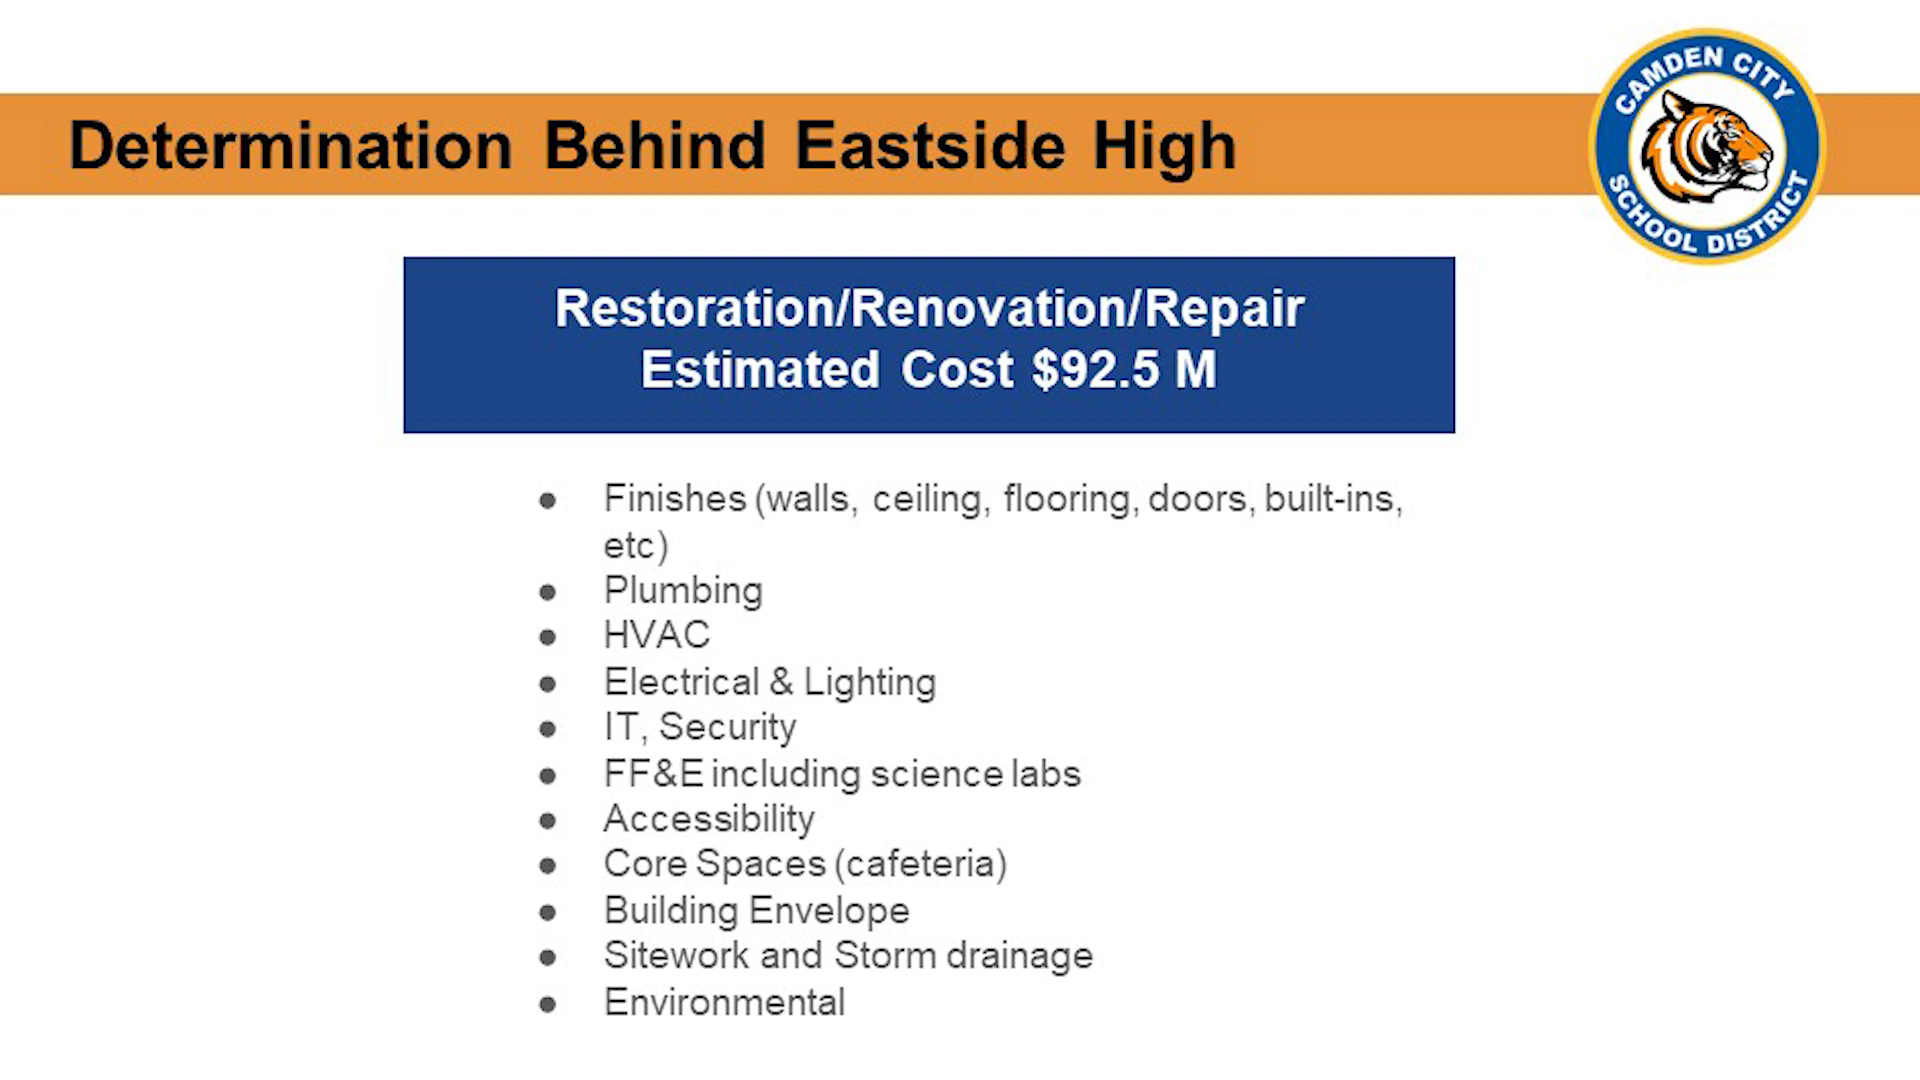 CAMDEN CITY
SCHOOL DISTRICT
Determination Behind Eastside High
Restoration/Renovation/Repair
Estimated Cost $92.5 M
● Finishes (walls, ceiling, flooring, doors, built-ins,
etc)
● Plumbing
● HVAC
● Electrical & Lighting
● IT, Security
● FF&E including science labs
● Accessibility
● Core Spaces (cafeteria)
● Building Envelope
● Sitework and Storm drainage
● Environmental